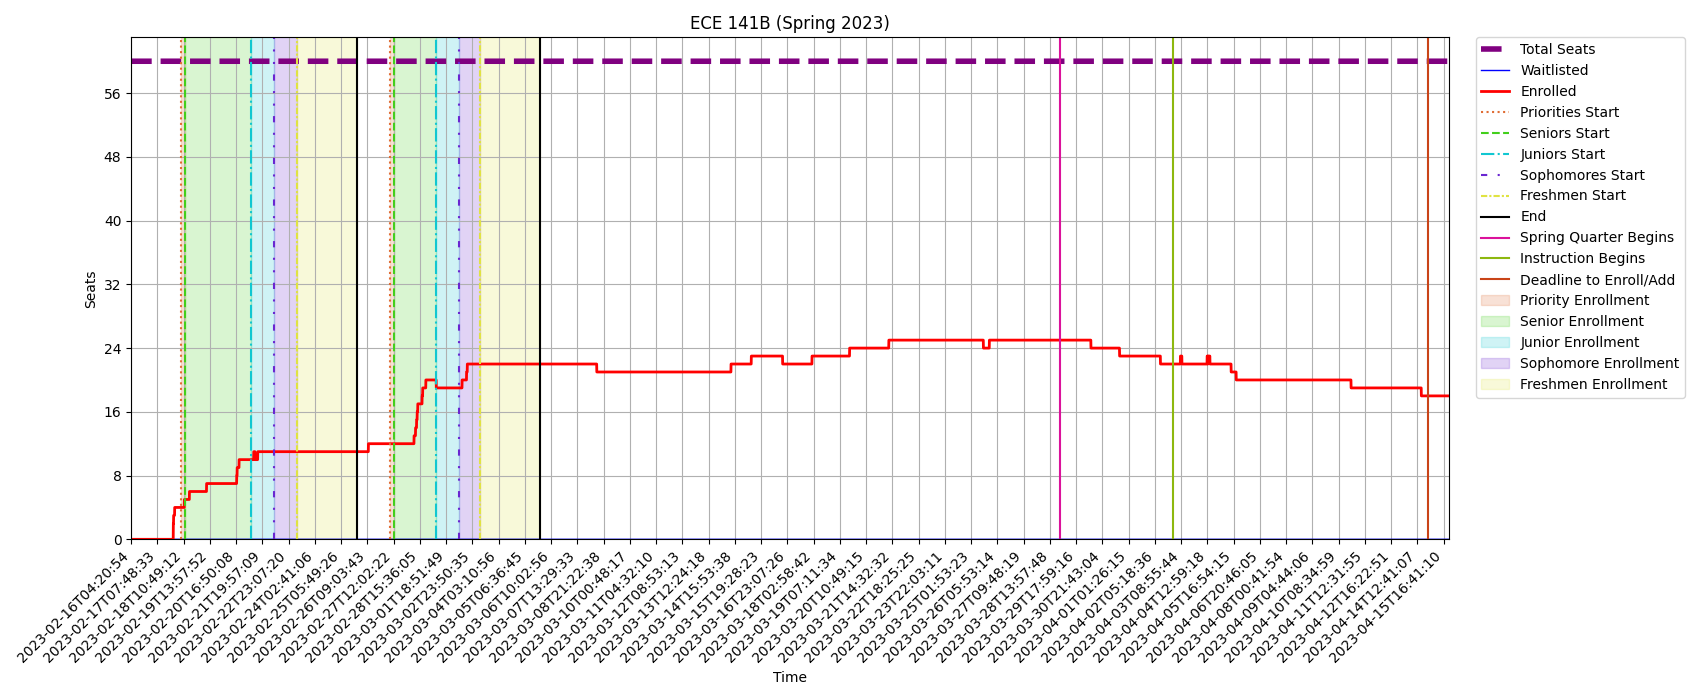 ECE 141B (Spring 2023)
Total Seats
Waitlisted
Enrolled
Priorities Start
Seniors Start
Juniors Start
Sophomores Start
Freshmen Start
End
Spring Quarter Begins
Instruction Begins
Deadline to Enroll/Add
Priority Enrollment
Senior Enrollment
Junior Enrollment
Sophomore Enrollment
Freshmen Enrollment
Seats
56
48
40
32
24
16
8
0
2023-02-16T04:20:54
2023-02-17T07:48:33
2023-02-18T10:49:12
2023-02-19T13:57:52
2023-02-20T16:50:08
2023-02-21T19:57:09
2023-02-22T23:07:20
2023-02-24T02:41:06
2023-02-25T05:49:26
2023-02-26T09:03:43
2023-02-27T12:02:22
2023-02-28T15:36:05
2023-03-01T18:51:49
2023-03-02T23:50:35
2023-03-04T03:10:56
2023-03-05T06:36:45
2023-03-06T10:02:56
2023-03-07T13:29:33
2023-03-08T21:22:38
2023-03-10T00:48:17
2023-03-11T04:32:10
2023-03-12T08:53:13
2023-03-13T12:24:18
2023-03-14T15:53:38
2023-03-15T19:28:23
2023-03-16T23:07:26
2023-03-18T02:58:42
2023-03-19T07:11:34
2023-03-20T10:49:15
2023-03-21T14:32:32
2023-03-22T18:25:25
2023-03-23T22:03:11
2023-03-25T01:53:23
2023-03-26T05:53:14
2023-03-27T09:48:19
2023-03-28T13:57:48
2023-03-29T17:59:16
2023-03-30T21:43:04
2023-04-01T01:26:15
2023-04-02T05:18:36
2023-04-03T08:55:44
2023-04-04T12:59:18
2023-04-05T16:54:15
2023-04-06T20:46:05
2023-04-08T00:41:54
2023-04-09T04:44:06
2023-04-10T08:34:59
2023-04-11T12:31:55
2023-04-12T16:22:51
2023-04-14T12:41:07
2023-04-15T16:41:10
Time